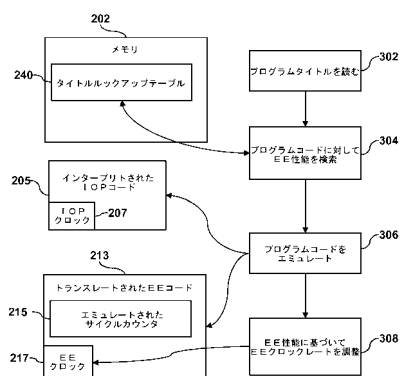 202
メモリ
240
タイトルルックアップテーブル
プログラムタイトルを読む
302
プログラムコードに対して
EE性能を検索
304
205
インタープリトされた
IOPコード
IOP
クロック
207
プログラムコードを
エミュレート
306
213
トランスレートされたEEコード
215
エミュレートされた
サイクルカウンタ
217
EE
クロック
EE性能に基づいて
EEクロックレートを調整
308